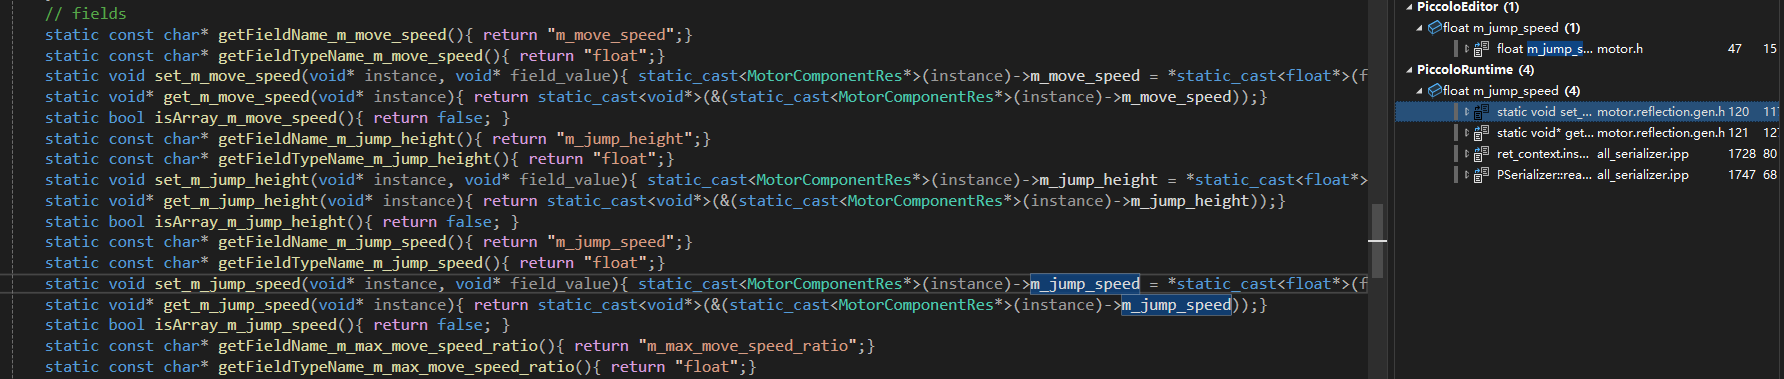 // fields
static const char* getFieldName_m_move_speed(){ return "m_move_speed";}
static const char* getFieldTypeName_m_move_speed(){ return "float";}
static void set_m_move_speed(void* instance, void* field_value){ static_cast<MotorComponentRes*>(instance)->m_move_speed = *static_cast<float*>(f
static void* get_m_move_speed(void* instance){ return static_cast<void*>(&(static_cast<MotorComponentRes*>(instance)->m_move_speed));}
static bool isArray_m_move_speed(){ return false; }
static const char* getFieldName_m_jump_height(){ return "m_jump_height";}
static const char* getFieldTypeName_m_jump_height(){ return "float";}
static void set_m_jump_height(void* instance, void* field_value){ static_cast<MotorComponentRes*>(instance)->m_jump_height = *static_cast<float*>
static void* get_m_jump_height(void* instance){ return static_cast<void*>(&(static_cast<MotorComponentRes*>(instance)->m_jump_height));}
static bool isArray_m_jump_height(){ return false; }
static const char* getFieldName_m_jump_speed(){ return "m_jump_speed";}
static const char* getFieldTypeName_m_jump_speed(){ return "float";}
static void set_m_jump_speed(void* instance, void* field_value){ static_cast<MotorComponentRes*>(instance)->m_jump_speed = *static_cast<float*>(f
static void* get_m_jump_speed(void* instance){ return static_cast<void*>(&(static_cast<MotorComponentRes*>(instance)->m_jump_speed));}
static bool isArray_m_jump_speed(){ return false; }
static const char* getFieldName_m_max_move_speed_ratio(){ return "m_max_move_speed_ratio";}
static const char* getFieldTypeName_m_max_move_speed_ratio(){ return "float";}
PiccoloEditor (1)
float m_jump_speed (1)
float m_jump_s... motor.h 47 15
PiccoloRuntime (4)
float m_jump_speed (4)
static void set_... motor.reflection.gen.h 120 11
static void* get... motor.reflection.gen.h 121 12
ret_context.ins... all_serializer.ipp 1728 80
PSerializer::rea... all_serializer.ipp 1747 68